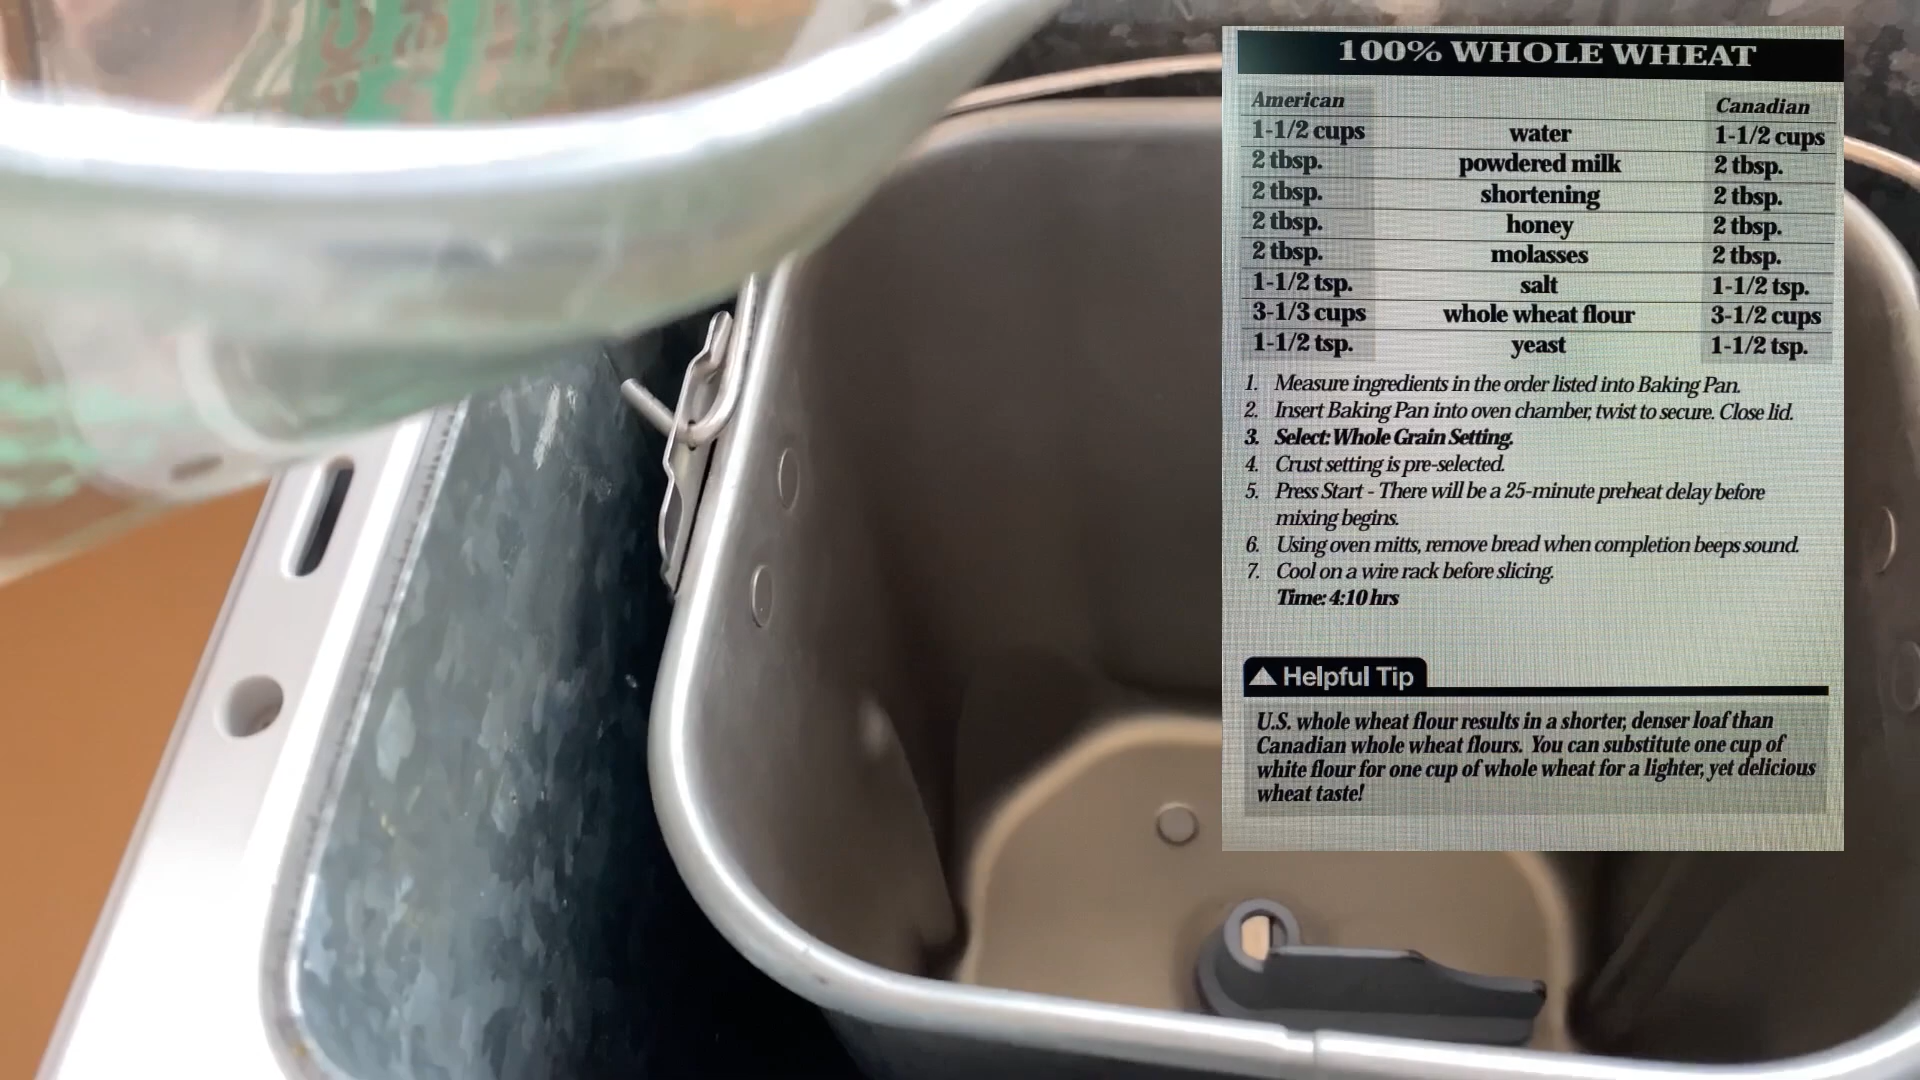 100% WHOLE WHEAT
American Canadian
1-1/2 cups water 1-1/2 cups
2 tbsp. powdered milk 2 tbsp.
2 tbsp. shortening 2 tbsp.
2 tbsp. honey 2 tbsp.
2 tbsp. molasses 2 tbsp.
1-1/2 tsp. salt 1-1/2 tsp.
3-1/3 cups whole wheat flour 3-1/2 cups
1-1/2 tsp. yeast 1-1/2 tsp.
1. Measure ingredients in the order listed into Baking Pan.
2. Insert Baking Pan into oven chamber, twist to secure. Close lid.
3. Select: Whole Grain Setting.
4. Crust setting is pre-selected.
5. Press Start - There will be a 25-minute preheat delay before
mixing begins.
6. Using oven mitts, remove bread when completion beeps sound.
7. Cool on a wire rack before slicing.
Time: 4:10 hrs
Helpful Tip
U.S. whole wheat flour results in a shorter, denser loaf than
Canadian whole wheat flours. You can substitute one cup of
white flour for one cup of whole wheat for a lighter, yet delicious
wheat taste!